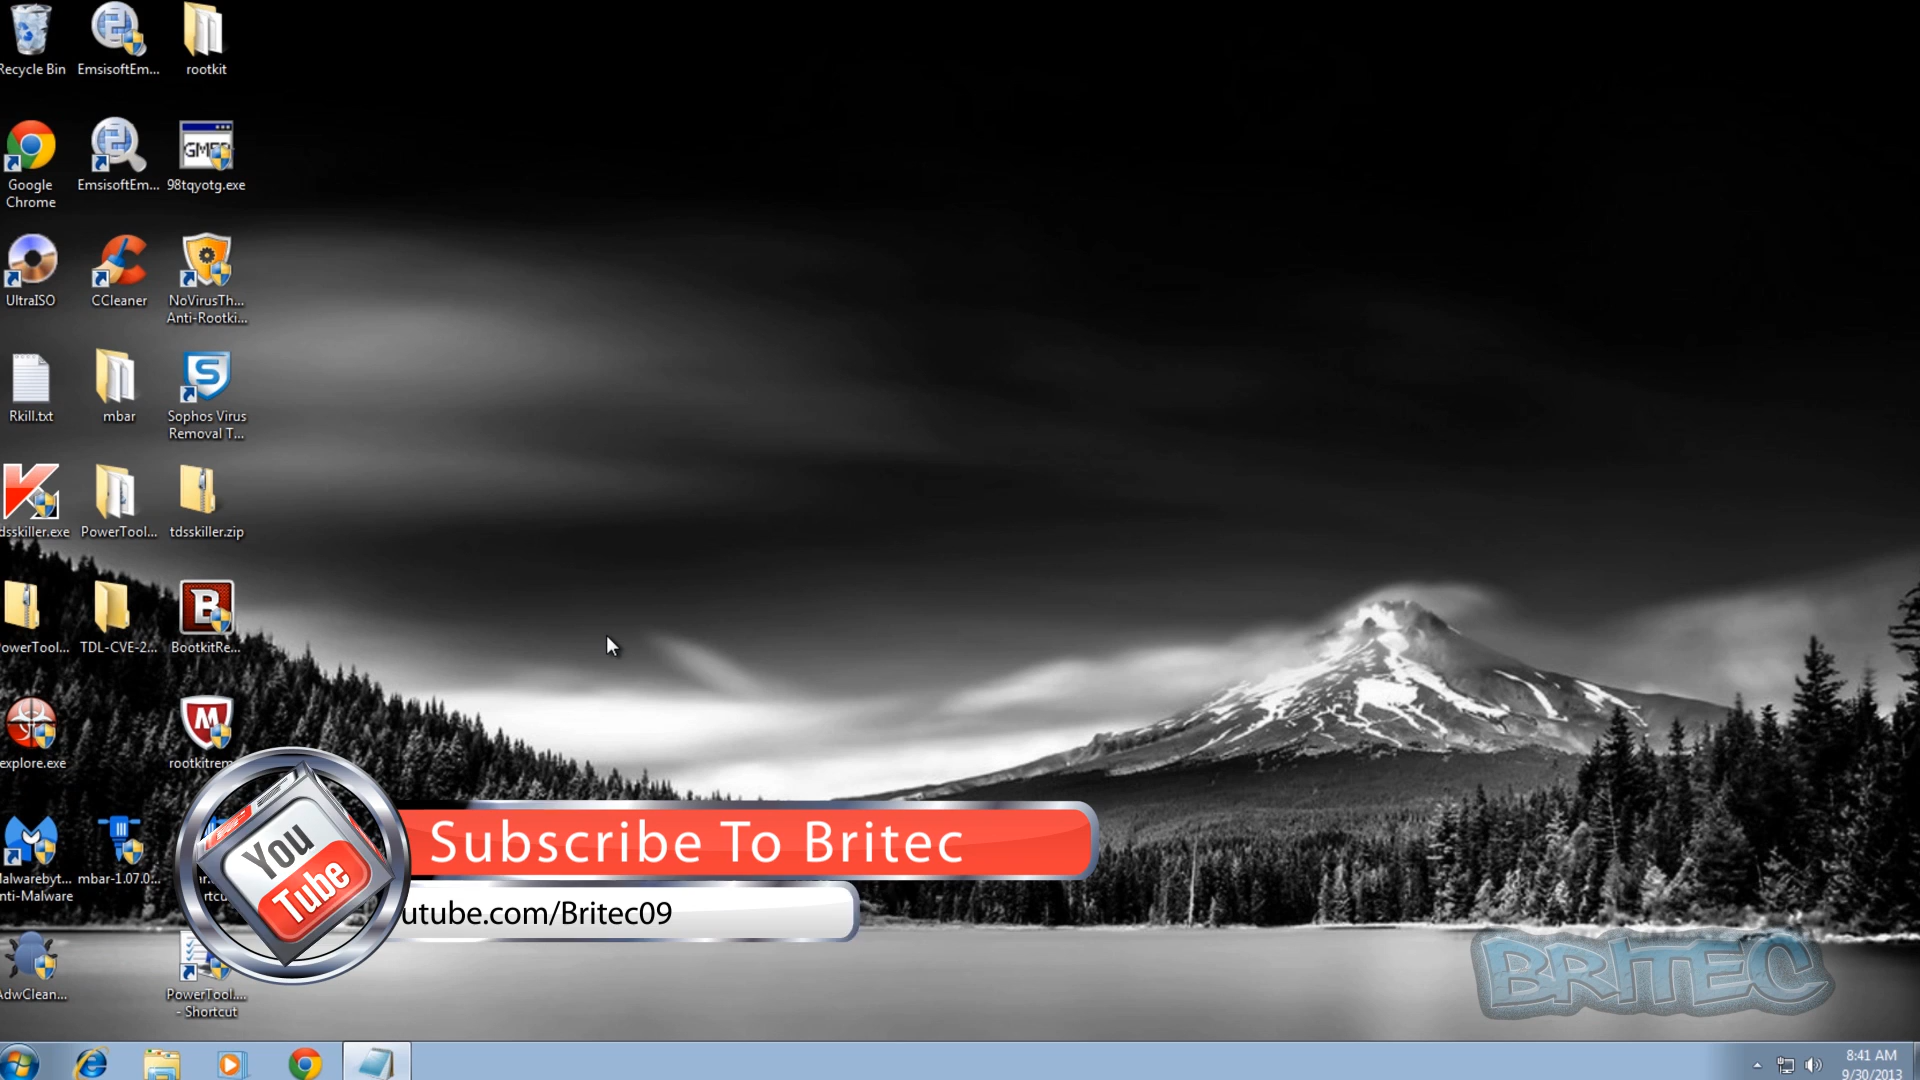 Recycle Bin
EmsisoftEm...
rootkit
Google
Chrome
EmsisoftEm...
GMER
98tqyotg.exe
UltraISO
CCleaner
NoVirusTh...
Anti-Rootki...
Rkill.txt
mbar
Sophos Virus
Removal T...
dsskiller.exe
PowerTool...
tdsskiller.zip
owerTool...
TDL-CVE-2...
BootkitRe...
explore.exe
rootkitrem
alwarebyt...
nti-Malware
mbar-1.07.0...
rtcu
AdwClean...
PowerTool....
- Shortcut
You
Tube
Subscribe To Britec
utube.com/Britec09
BRITEC
8:41 AM
9/30/2013